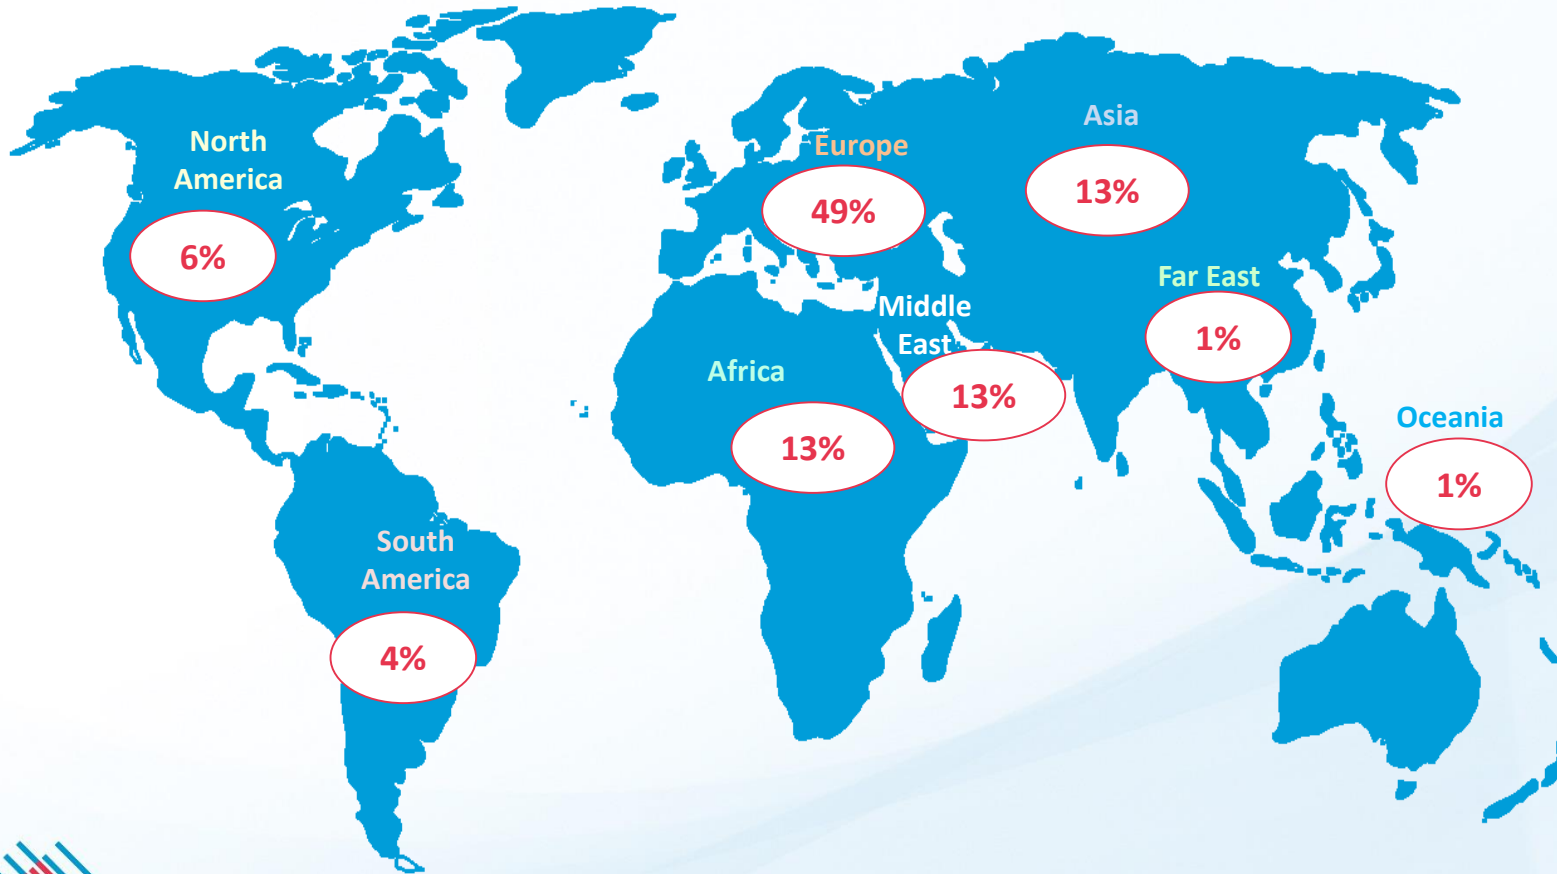 North
America
6%
South
America
4%
Europe
49%
Africa
13%
Middle
East
13%
Asia
13%
Far East
1%
Oceania
1%